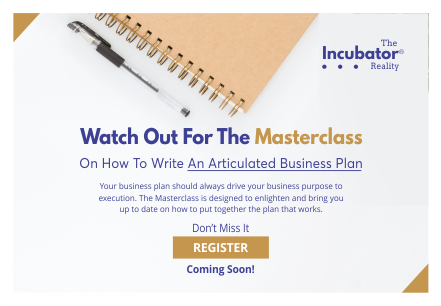 The
Incubator®
Reality
Watch Out For The Masterclass
On How To Write An Articulated Business Plan
Your business plan should always drive your business purpose to
execution. The Masterclass is designed to enlighten and bring you
up to date on how to put together the plan that works.
Don't Miss It
REGISTER
Coming Soon!